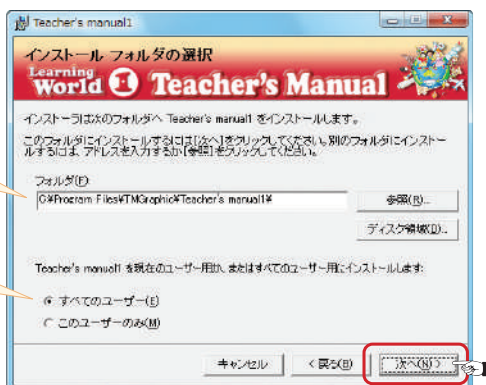 Teacher's manual1
インストール フォルダの選択
Learning
World 1 Teacher's Manual
インストーラは次のフォルダへ Teacher's manual1 をインストールします。
このフォルダにインストールするには[次へ]をクリックしてください。別のフォルダにインストー
ルするには、アドレスを入力するか[参照]をクリックしてください。
フォルダ(F)
C:¥Program Files¥TMGraphic¥Teacher's manual1¥
参照(R)...
ディスク領域(D)...
Teacher's manual1 を現在のユーザー用か、またはすべてのユーザー用にインストールします:
すべてのユーザー(E)
このユーザーのみ(M)
キャンセル
< 戻る(B)
次へ(N) >